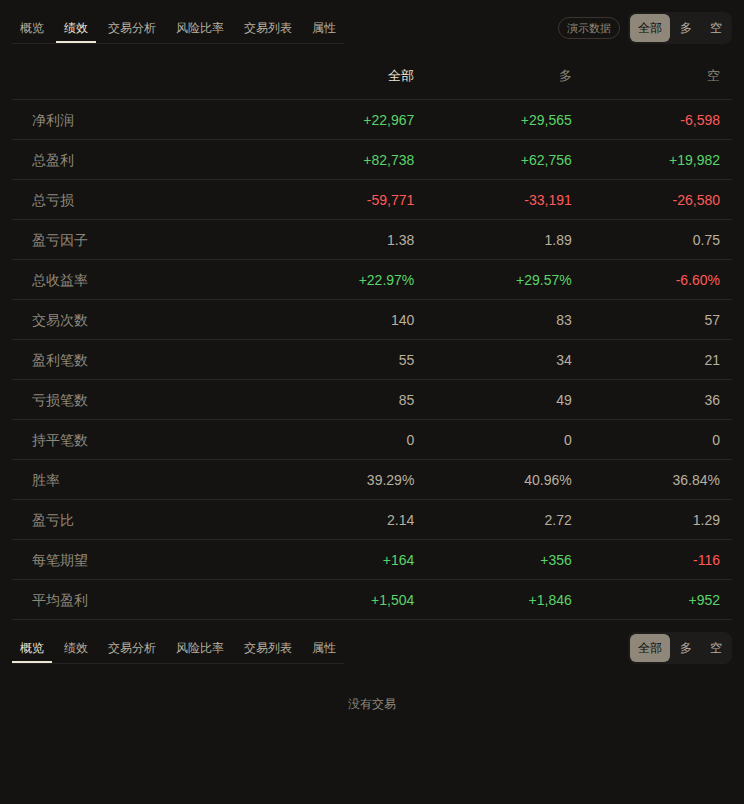 概览 绩效 交易分析 风险比率 交易列表 属性 演示数据 全部 多 空
全部 多 空
净利润 +22,967 +29,565 -6,598
总盈利 +82,738 +62,756 +19,982
总亏损 -59,771 -33,191 -26,580
盈亏因子 1.38 1.89 0.75
总收益率 +22.97% +29.57% -6.60%
交易次数 140 83 57
盈利笔数 55 34 21
亏损笔数 85 49 36
持平笔数 0 0 0
胜率 39.29% 40.96% 36.84%
盈亏比 2.14 2.72 1.29
每笔期望 +164 +356 -116
平均盈利 +1,504 +1,846 +952
概览 绩效 交易分析 风险比率 交易列表 属性 全部 多 空
没有交易